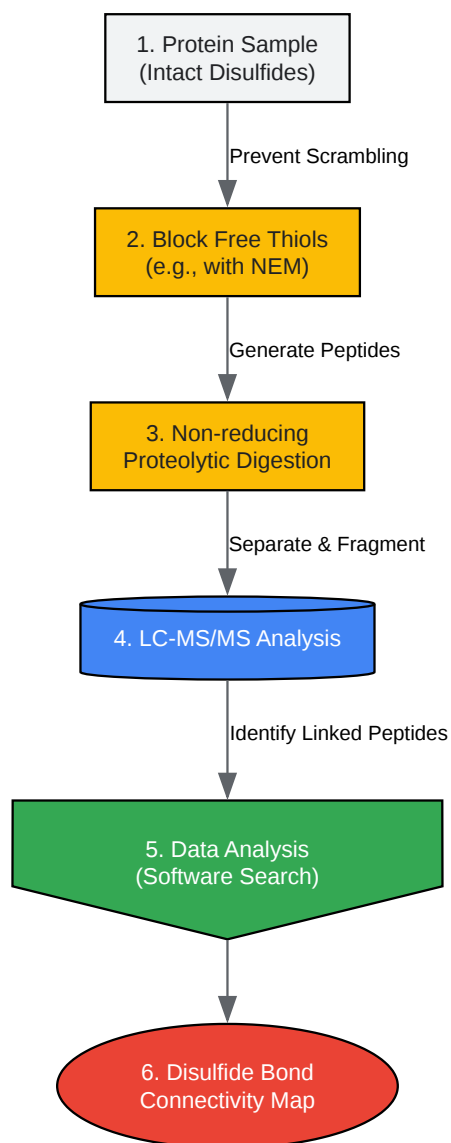 1. Protein Sample
(Intact Disulfides)
Prevent Scrambling
2. Block Free Thiols
(e.g., with NEM)
Generate Peptides
3. Non-reducing
Proteolytic Digestion
Separate & Fragment
4. LC-MS/MS Analysis
Identify Linked Peptides
5. Data Analysis
(Software Search)
6. Disulfide Bond
Connectivity Map